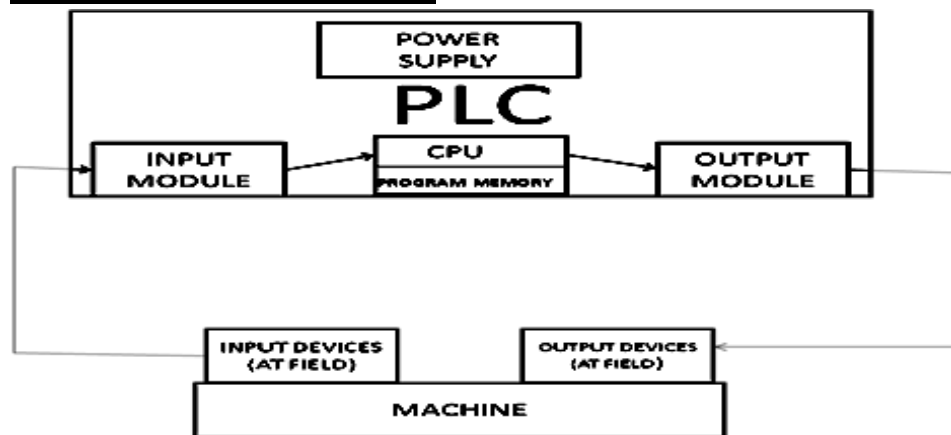 POWER
SUPPLY
PLC
INPUT
MODULE
CPU
PROGRAM MEMORY
OUTPUT
MODULE
INPUT DEVICES
(AT FIELD)
OUTPUT DEVICES
(AT FIELD)
MACHINE